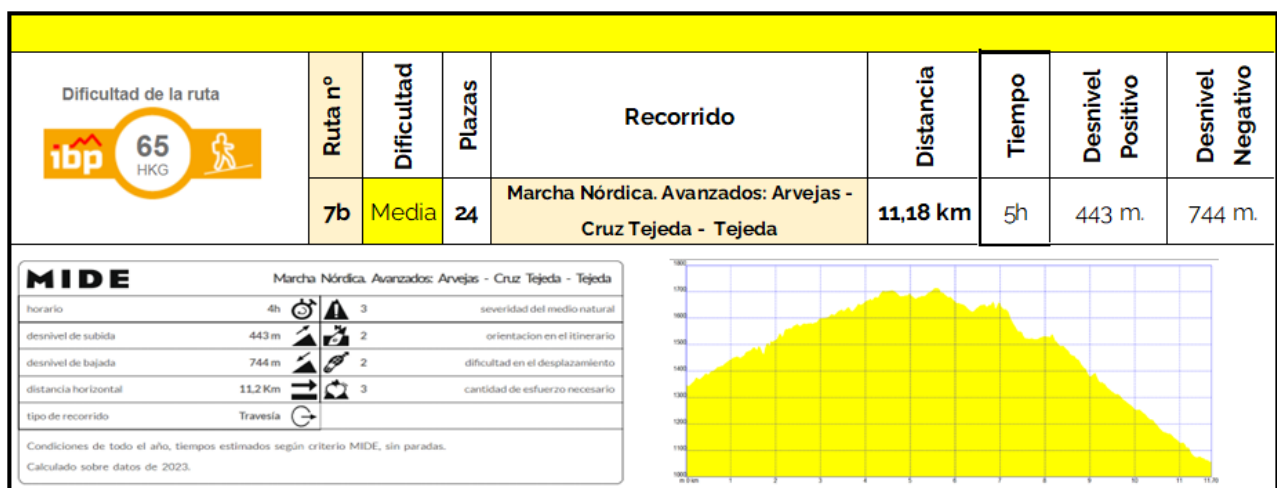 Dificultad de la ruta
ibp
65
HKG
Ruta nº
Dificultad
Plazas
Recorrido
Distancia
Tiempo
Desnivel Positivo
Desnivel Negativo
7b
Media
24
Marcha Nórdica. Avanzados: Arvejas -
Cruz Tejeda - Tejeda
11,18 km
5h
443 m.
744 m.
MIDE
Marcha Nórdica. Avanzados: Arvejas - Cruz Tejeda - Tejeda
horario 4h 3 severidad del medio natural
desnivel de subida 443 m 2 orientacion en el itinerario
desnivel de bajada 744 m 2 dificultad en el desplazamiento
distancia horizontal 11,2 Km 3 cantidad de esfuerzo necesario
tipo de recorrido Travesía
Condiciones de todo el año, tiempos estimados según criterio MIDE, sin paradas.
Calculado sobre datos de 2023.
1800
1700
1600
1500
1400
1300
1200
1100
1000
m 0 km 1 2 3 4 5 6 7 8 9 10 11 11.70